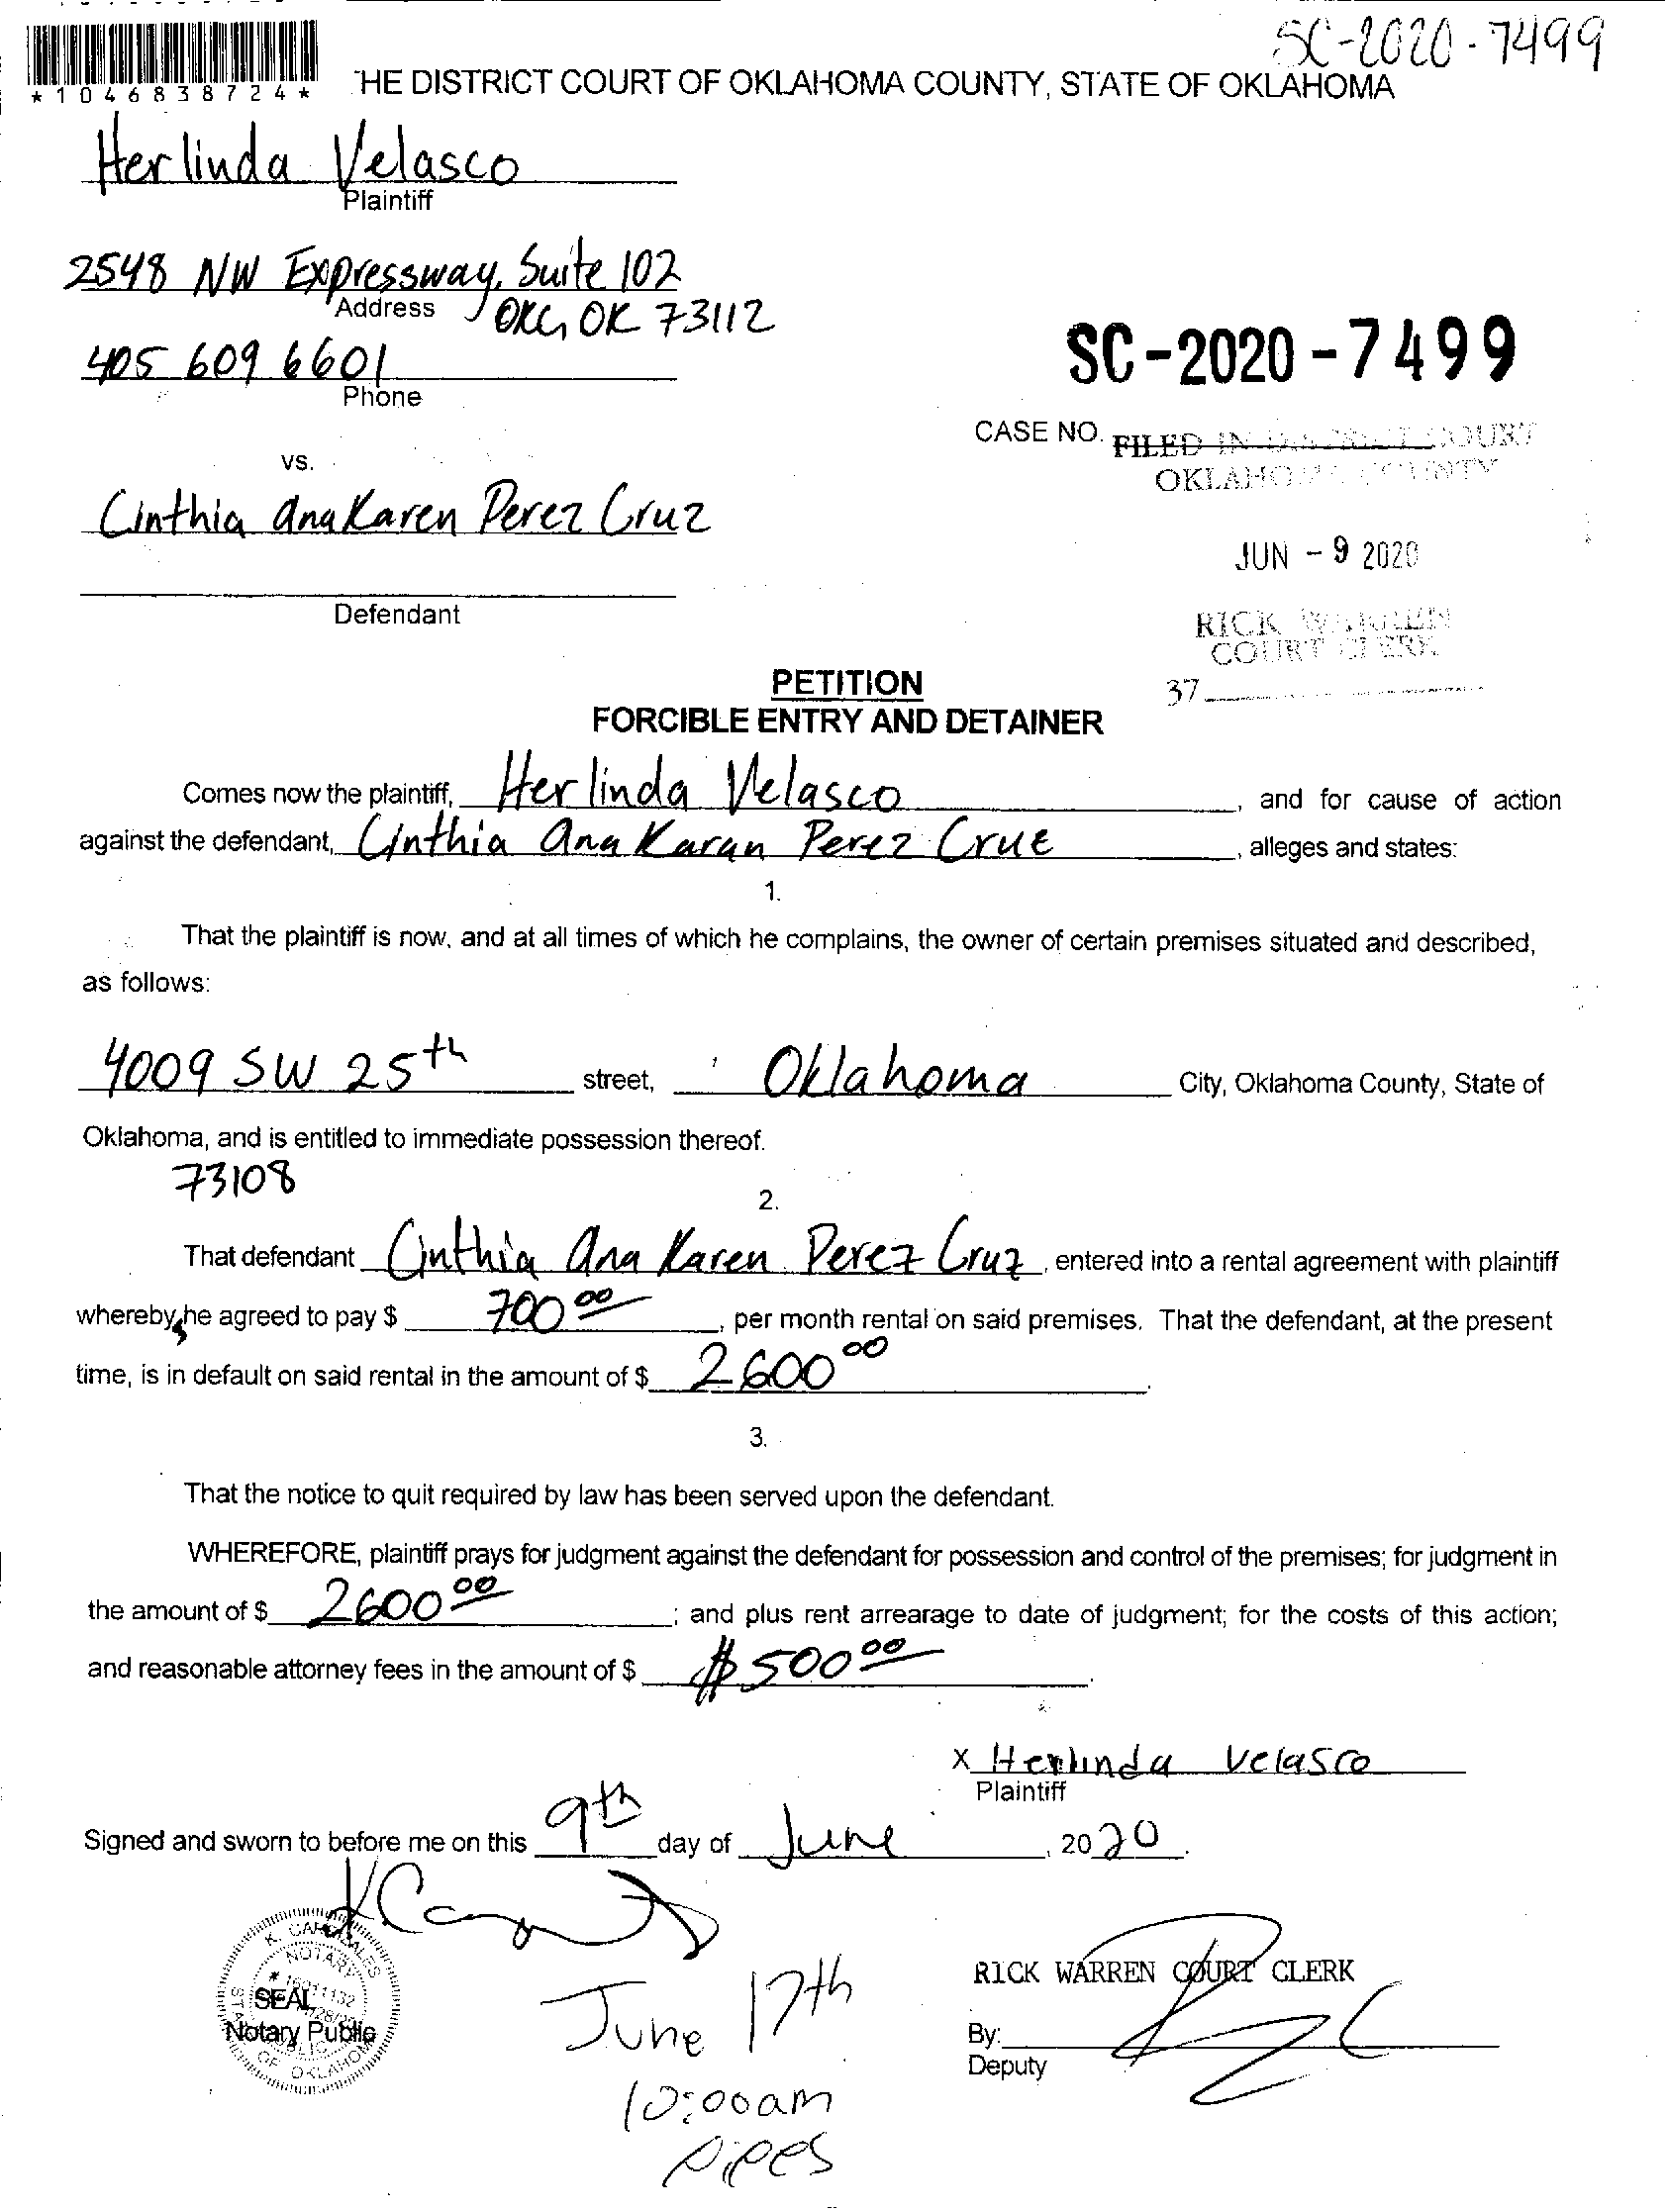 SC-2020-7499
*1046838724*
THE DISTRICT COURT OF OKLAHOMA COUNTY, STATE OF OKLAHOMA
Herlinda Velasco
Plaintiff
2548 NW Expressway, Suite 102
Address
OKC, OK 73112
405 609 6601
Phone
SC-2020-7499
CASE NO.
FILED IN DISTRICT COURT
OKLAHOMA COUNTY
vs.
Cinthia Ana Karen Perez Cruz
JUN - 9 2020
Defendant
RICK WARREN
COURT CLERK
37
PETITION
FORCIBLE ENTRY AND DETAINER
Comes now the plaintiff, Herlinda Velasco, and for cause of action
against the defendant, Cinthia Ana Karan Perez Crue, alleges and states:
1.
That the plaintiff is now, and at all times of which he complains, the owner of certain premises situated and described,
as follows:
4009 SW 25th street, Oklahoma City, Oklahoma County, State of
Oklahoma, and is entitled to immediate possession thereof.
73108
2.
That defendant Cinthia Ana Karen Perez Cruz, entered into a rental agreement with plaintiff
whereby she agreed to pay $ 700 00, per month rental on said premises. That the defendant, at the present
time, is in default on said rental in the amount of $ 2600 00.
3.
That the notice to quit required by law has been served upon the defendant.
WHEREFORE, plaintiff prays for judgment against the defendant for possession and control of the premises; for judgment in
the amount of $ 2600 00; and plus rent arrearage to date of judgment; for the costs of this action;
and reasonable attorney fees in the amount of $ $500 00.
X Herlinda Velasco
Plaintiff
Signed and sworn to before me on this 9th day of June, 2020.
SEAL
Notary Public
STATE OF OKLAHOMA
RICK WARREN COURT CLERK
By:
Deputy
June 17th
10:00am
Pipes